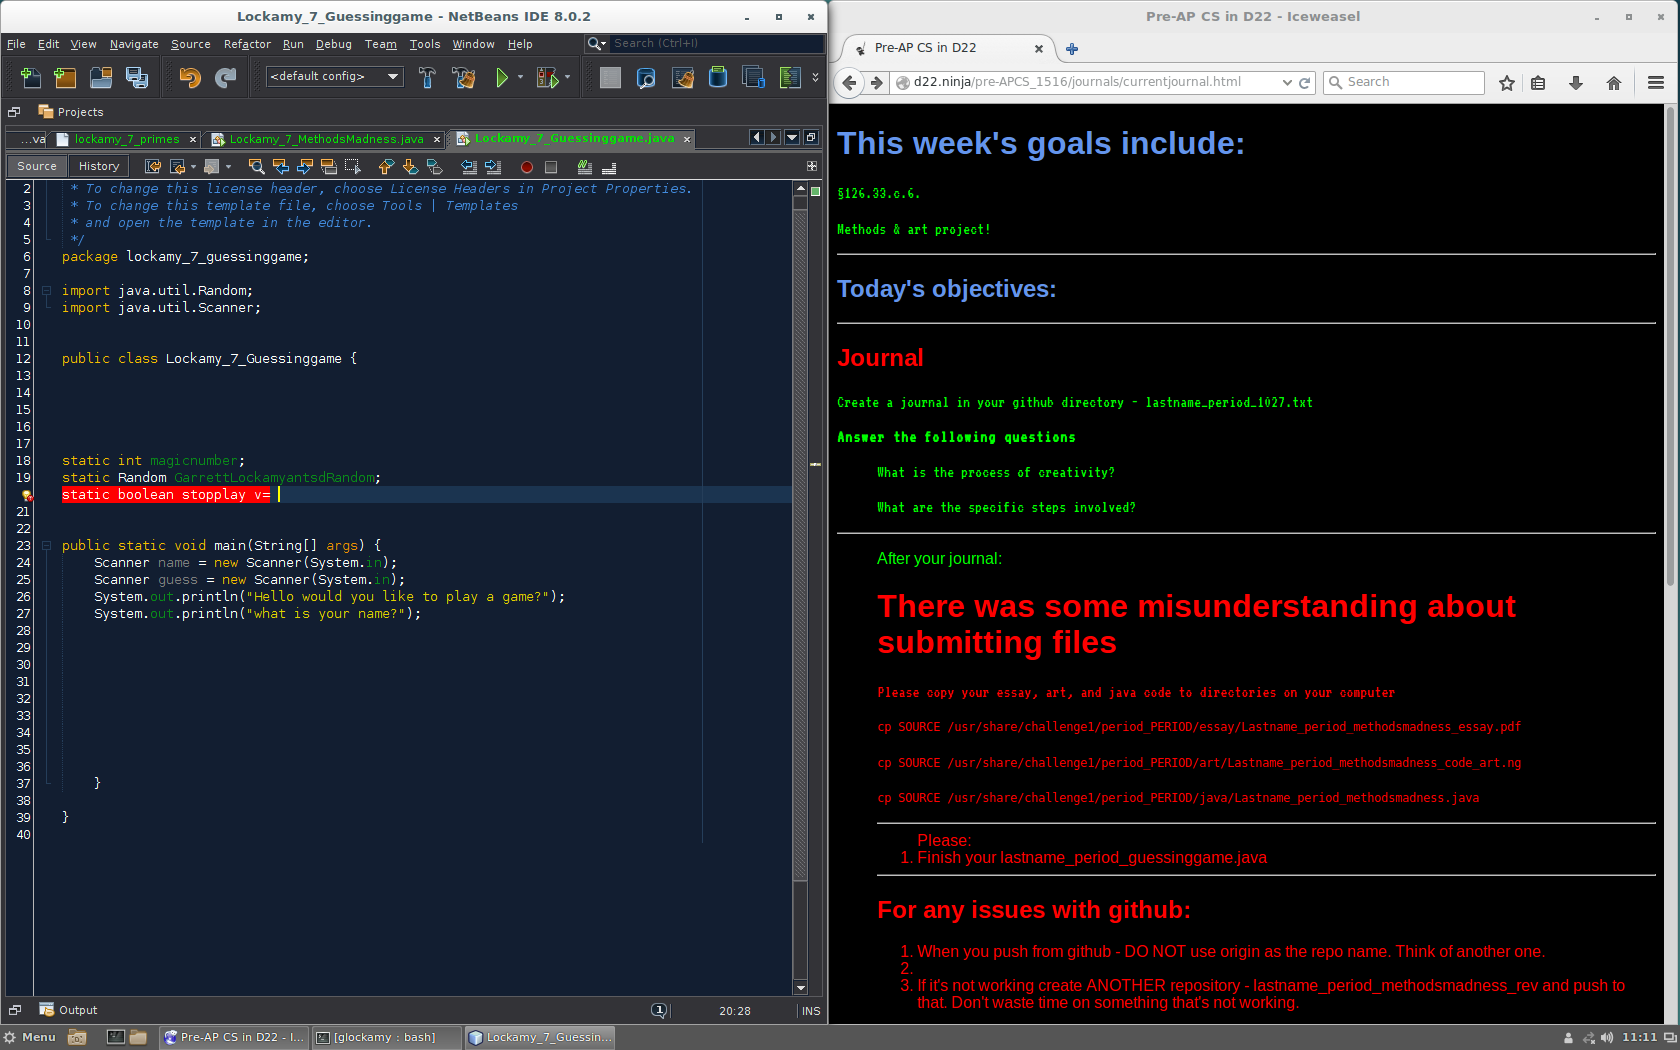 Lockamy_7_Guessinggame - NetBeans IDE 8.0.2
File Edit View Navigate Source Refactor Run Debug Team Tools Window Help
Search (Ctrl+I)
<default config>
Projects
...va lockamy_7_primes Lockamy_7_MethodsMadness.java Lockamy_7_Guessinggame.java
Source History
2 * To change this license header, choose License Headers in Project Properties.
3 * To change this template file, choose Tools | Templates
4 * and open the template in the editor.
5 */
6 package lockamy_7_guessinggame;
7
8 import java.util.Random;
9 import java.util.Scanner;
10
11
12 public class Lockamy_7_Guessinggame {
13
14
15
16
17
18 static int magicnumber;
19 static Random GarrettLockamyantsdRandom;
static boolean stopplay v=
21
22
23 public static void main(String[] args) {
24 Scanner name = new Scanner(System.in);
25 Scanner guess = new Scanner(System.in);
26 System.out.println("Hello would you like to play a game?");
27 System.out.println("what is your name?");
28
29
30
31
32
33
34
35
36
37 }
38
39 }
40
Output
1
20:28
INS
Pre-AP CS in D22 - Iceweasel
Pre-AP CS in D22
d22.ninja/pre-APCS_1516/journals/currentjournal.html
Search
This week's goals include:
§126.33.c.6.
Methods & art project!
Today's objectives:
Journal
Create a journal in your github directory - lastname_period_1027.txt
Answer the following questions
What is the process of creativity?
What are the specific steps involved?
After your journal:
There was some misunderstanding about
submitting files
Please copy your essay, art, and java code to directories on your computer
cp SOURCE /usr/share/challenge1/period_PERIOD/essay/Lastname_period_methodsmadness_essay.pdf
cp SOURCE /usr/share/challenge1/period_PERIOD/art/Lastname_period_methodsmadness_code_art.ng
cp SOURCE /usr/share/challenge1/period_PERIOD/java/Lastname_period_methodsmadness.java
Please:
1. Finish your lastname_period_guessinggame.java
For any issues with github:
1. When you push from github - DO NOT use origin as the repo name. Think of another one.
2.
3. If it's not working create ANOTHER repository - lastname_period_methodsmadness_rev and push to
that. Don't waste time on something that's not working.
Menu
Pre-AP CS in D22 - I...
[glockamy : bash]
Lockamy_7_Guessin...
11:11